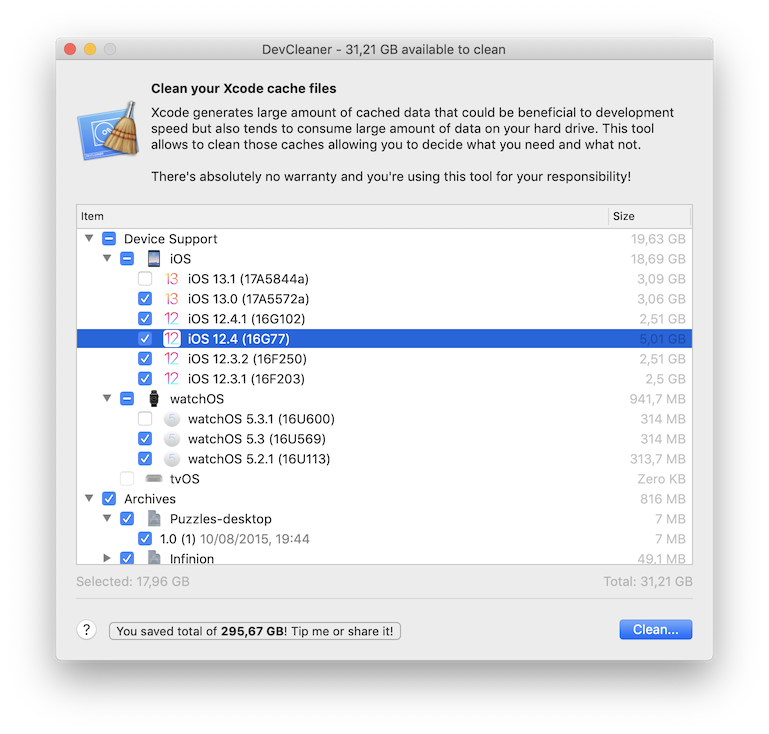 DevCleaner - 31,21 GB available to clean
Clean your Xcode cache files
Xcode generates large amount of cached data that could be beneficial to development
speed but also tends to consume large amount of data on your hard drive. This tool
allows to clean those caches allowing you to decide what you need and what not.
There's absolutely no warranty and you're using this tool for your responsibility!
Item Size
Device Support 19,63 GB
iOS 18,69 GB
13 iOS 13.1 (17A5844a) 3,09 GB
13 iOS 13.0 (17A5572a) 3,06 GB
12 iOS 12.4.1 (16G102) 2,51 GB
12 iOS 12.4 (16G77) 5,01 GB
12 iOS 12.3.2 (16F250) 2,51 GB
12 iOS 12.3.1 (16F203) 2,5 GB
watchOS 941,7 MB
5 watchOS 5.3.1 (16U600) 314 MB
5 watchOS 5.3 (16U569) 314 MB
5 watchOS 5.2.1 (16U113) 313,7 MB
tvOS Zero KB
Archives 816 MB
Puzzles-desktop 7 MB
1.0 (1) 10/08/2015, 19:44 7 MB
Infinion 49,1 MB
Selected: 17,96 GB Total: 31,21 GB
? You saved total of 295,67 GB! Tip me or share it! Clean...